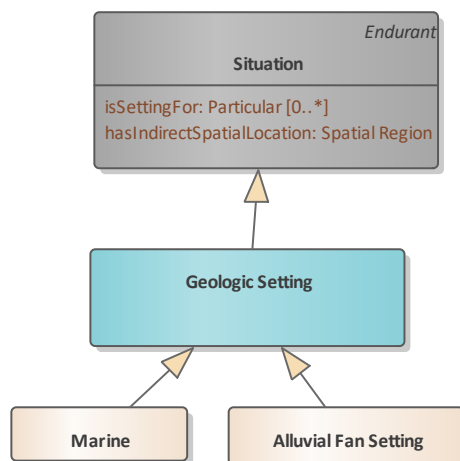 Endurant
Situation
isSettingFor: Particular [0..*]
hasIndirectSpatialLocation: Spatial Region
Geologic Setting
Marine
Alluvial Fan Setting